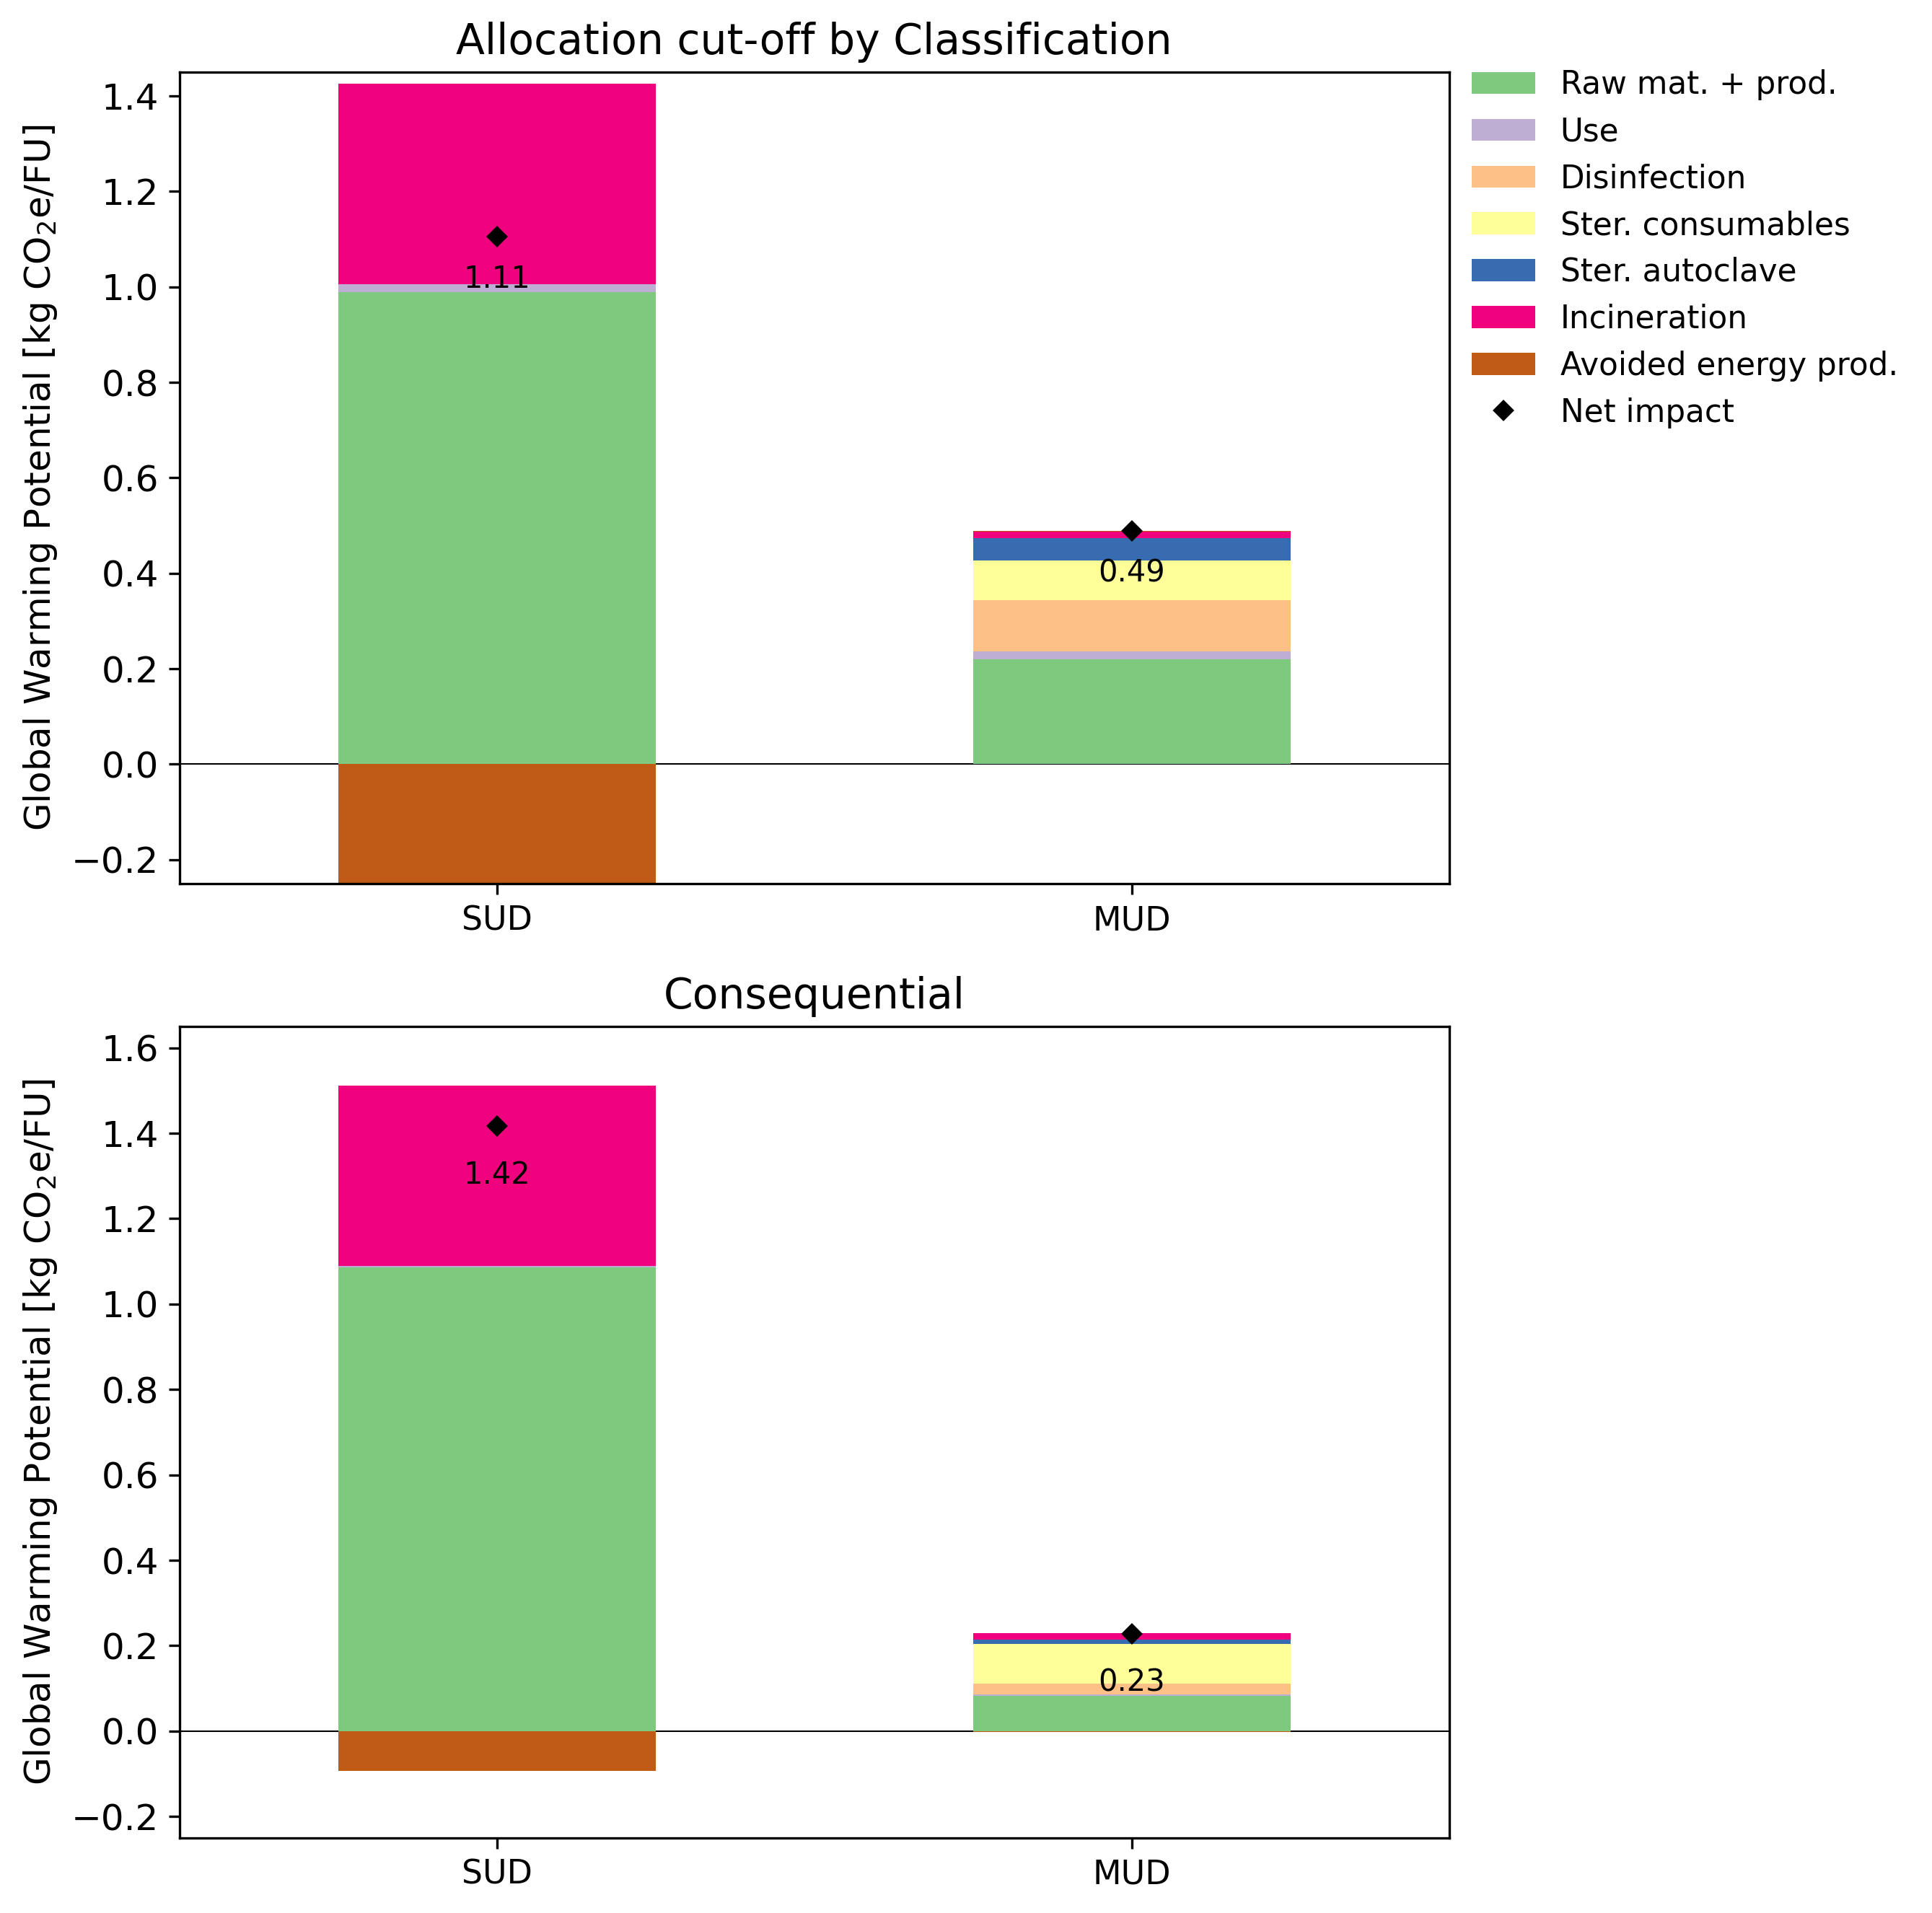 Allocation cut-off by Classification
Global Warming Potential [kg CO₂e/FU]
1.4
1.2
1.0
0.8
0.6
0.4
0.2
0.0
−0.2
1.11
0.49
SUD
MUD
Raw mat. + prod.
Use
Disinfection
Ster. consumables
Ster. autoclave
Incineration
Avoided energy prod.
Net impact
Consequential
Global Warming Potential [kg CO₂e/FU]
1.6
1.4
1.2
1.0
0.8
0.6
0.4
0.2
0.0
−0.2
1.42
0.23
SUD
MUD